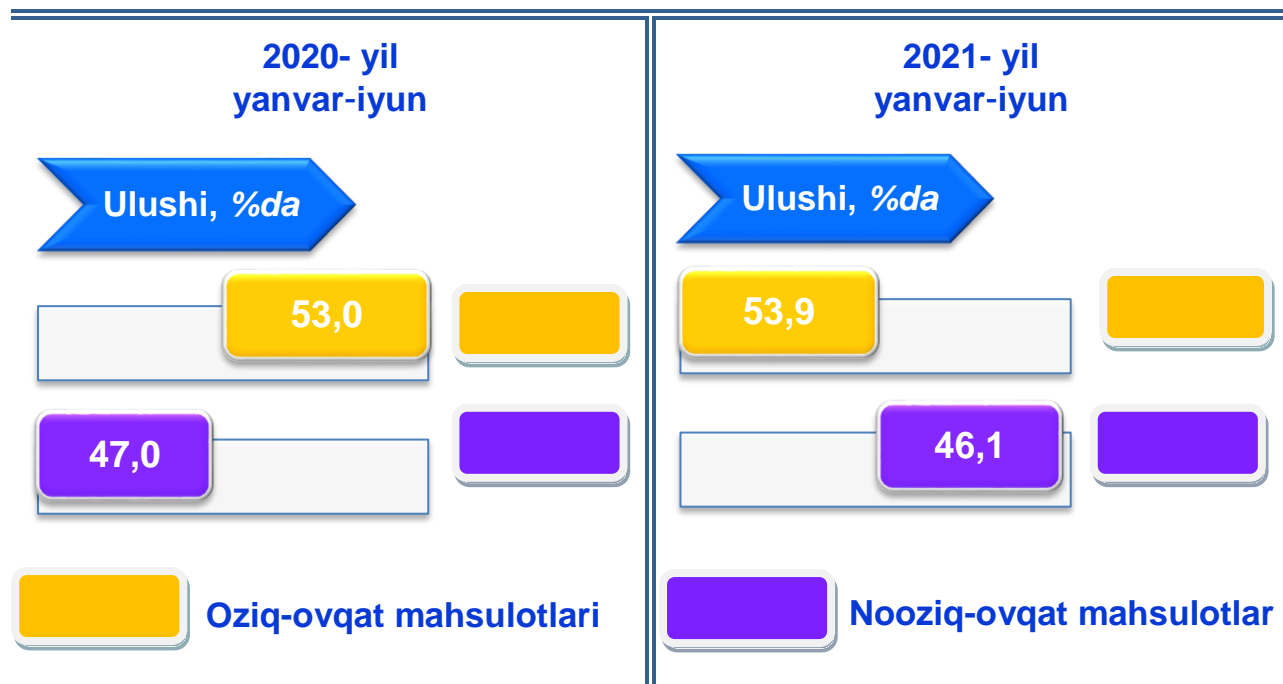 2020- yil
yanvar-iyun
Ulushi, %da
53,0
47,0
Oziq-ovqat mahsulotlari
2021- yil
yanvar-iyun
Ulushi, %da
53,9
46,1
Nooziq-ovqat mahsulotlar